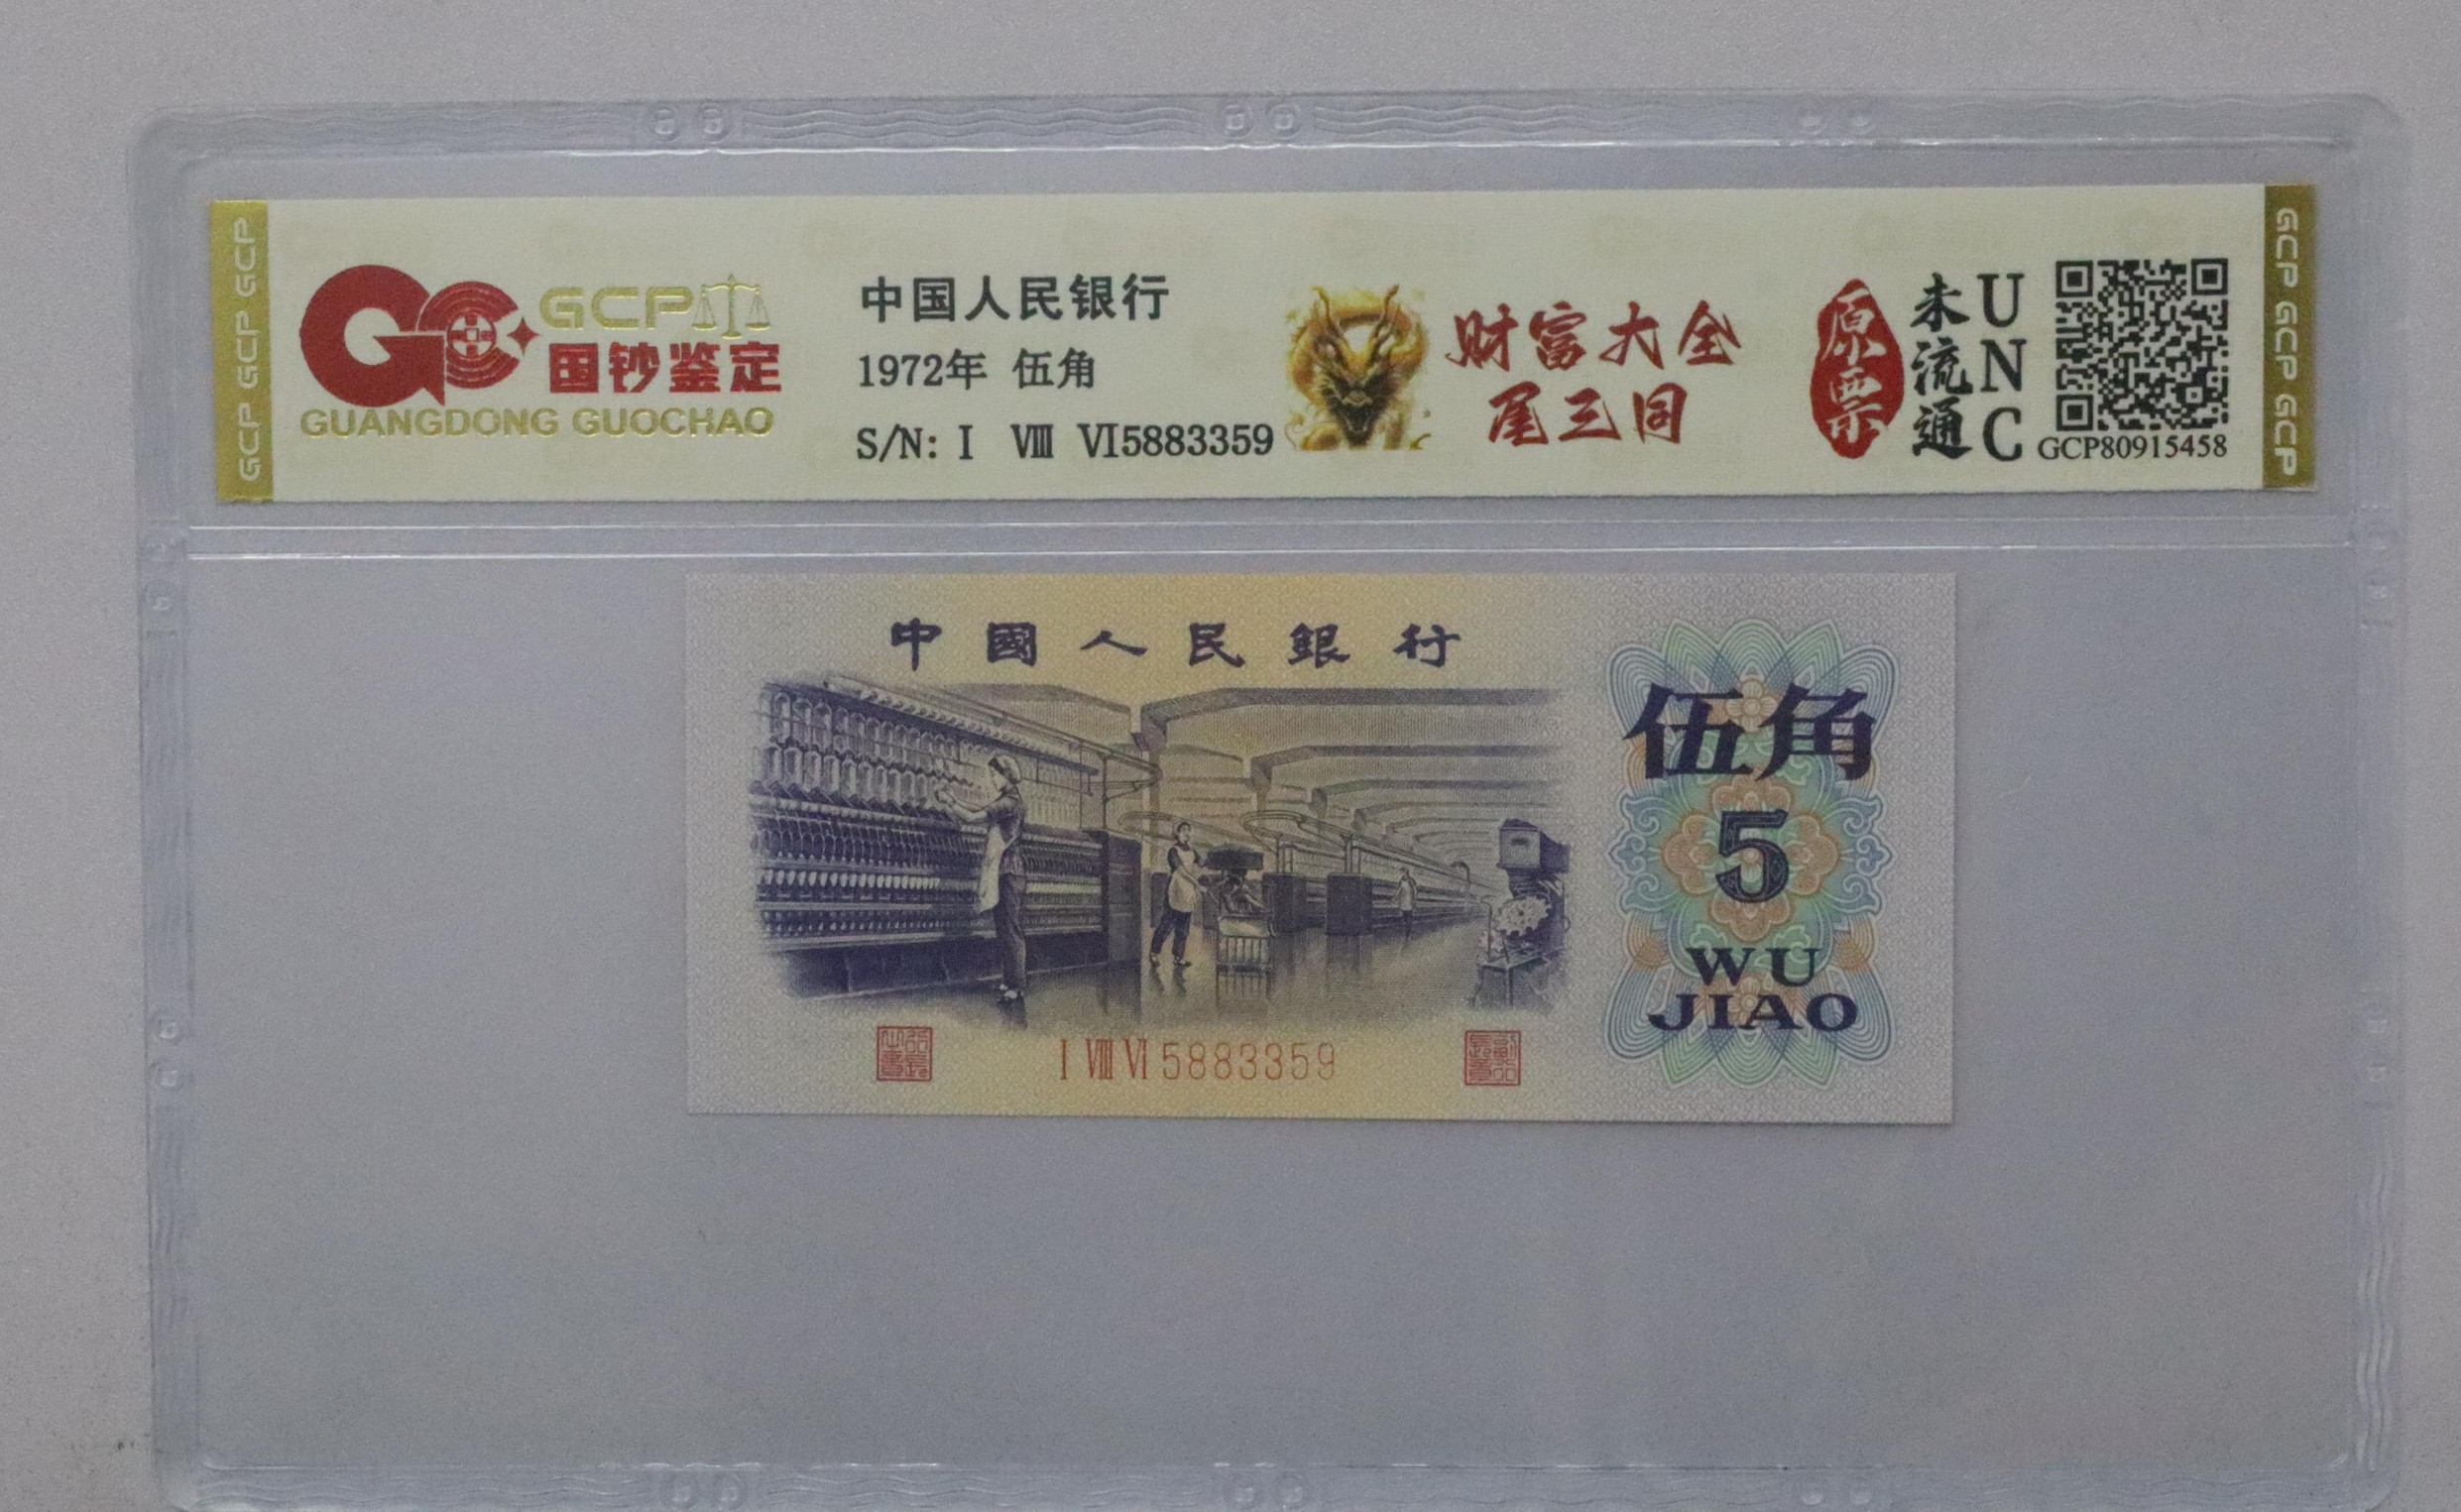 GCP GCP GCP
GCP
国钞鉴定
GUANGDONG GUOCHAO
中国人民银行
1972年 伍角
S/N: I Ⅷ Ⅵ5883359
财富大全
尾三同
原票
未流通
UNC
GCP80915458
GCP GCP GCP
中國人民銀行
伍角
5
WU
JIAO
I Ⅷ Ⅵ 5883359